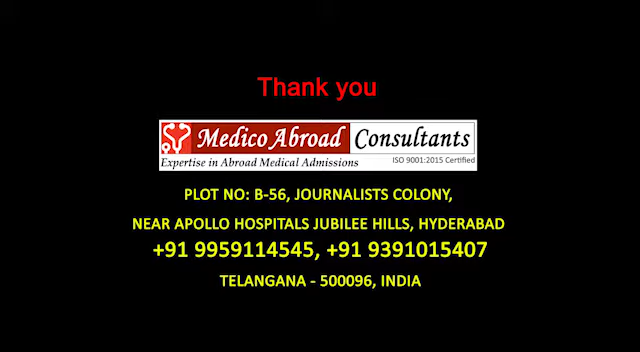 Thank you
Medico Abroad Consultants
Expertise in Abroad Medical Admissions ISO 9001:2015 Certified
PLOT NO: B-56, JOURNALISTS COLONY,
NEAR APOLLO HOSPITALS JUBILEE HILLS, HYDERABAD
+91 9959114545, +91 9391015407
TELANGANA - 500096, INDIA